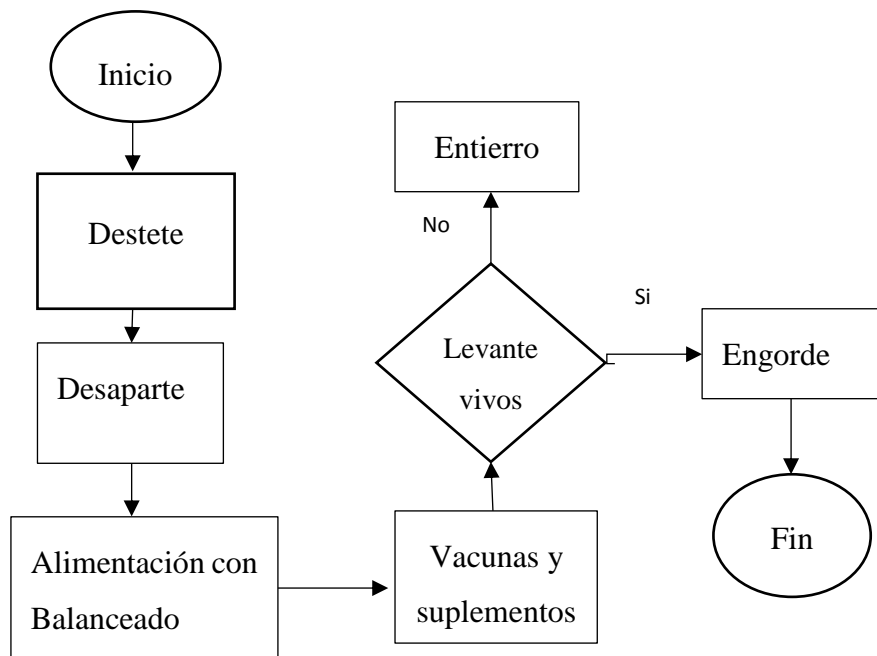 Inicio
Destete
Desaparte
Alimentación con
Balanceado
Vacunas y
suplementos
Levante
vivos
No
Entierro
Si
Engorde
Fin